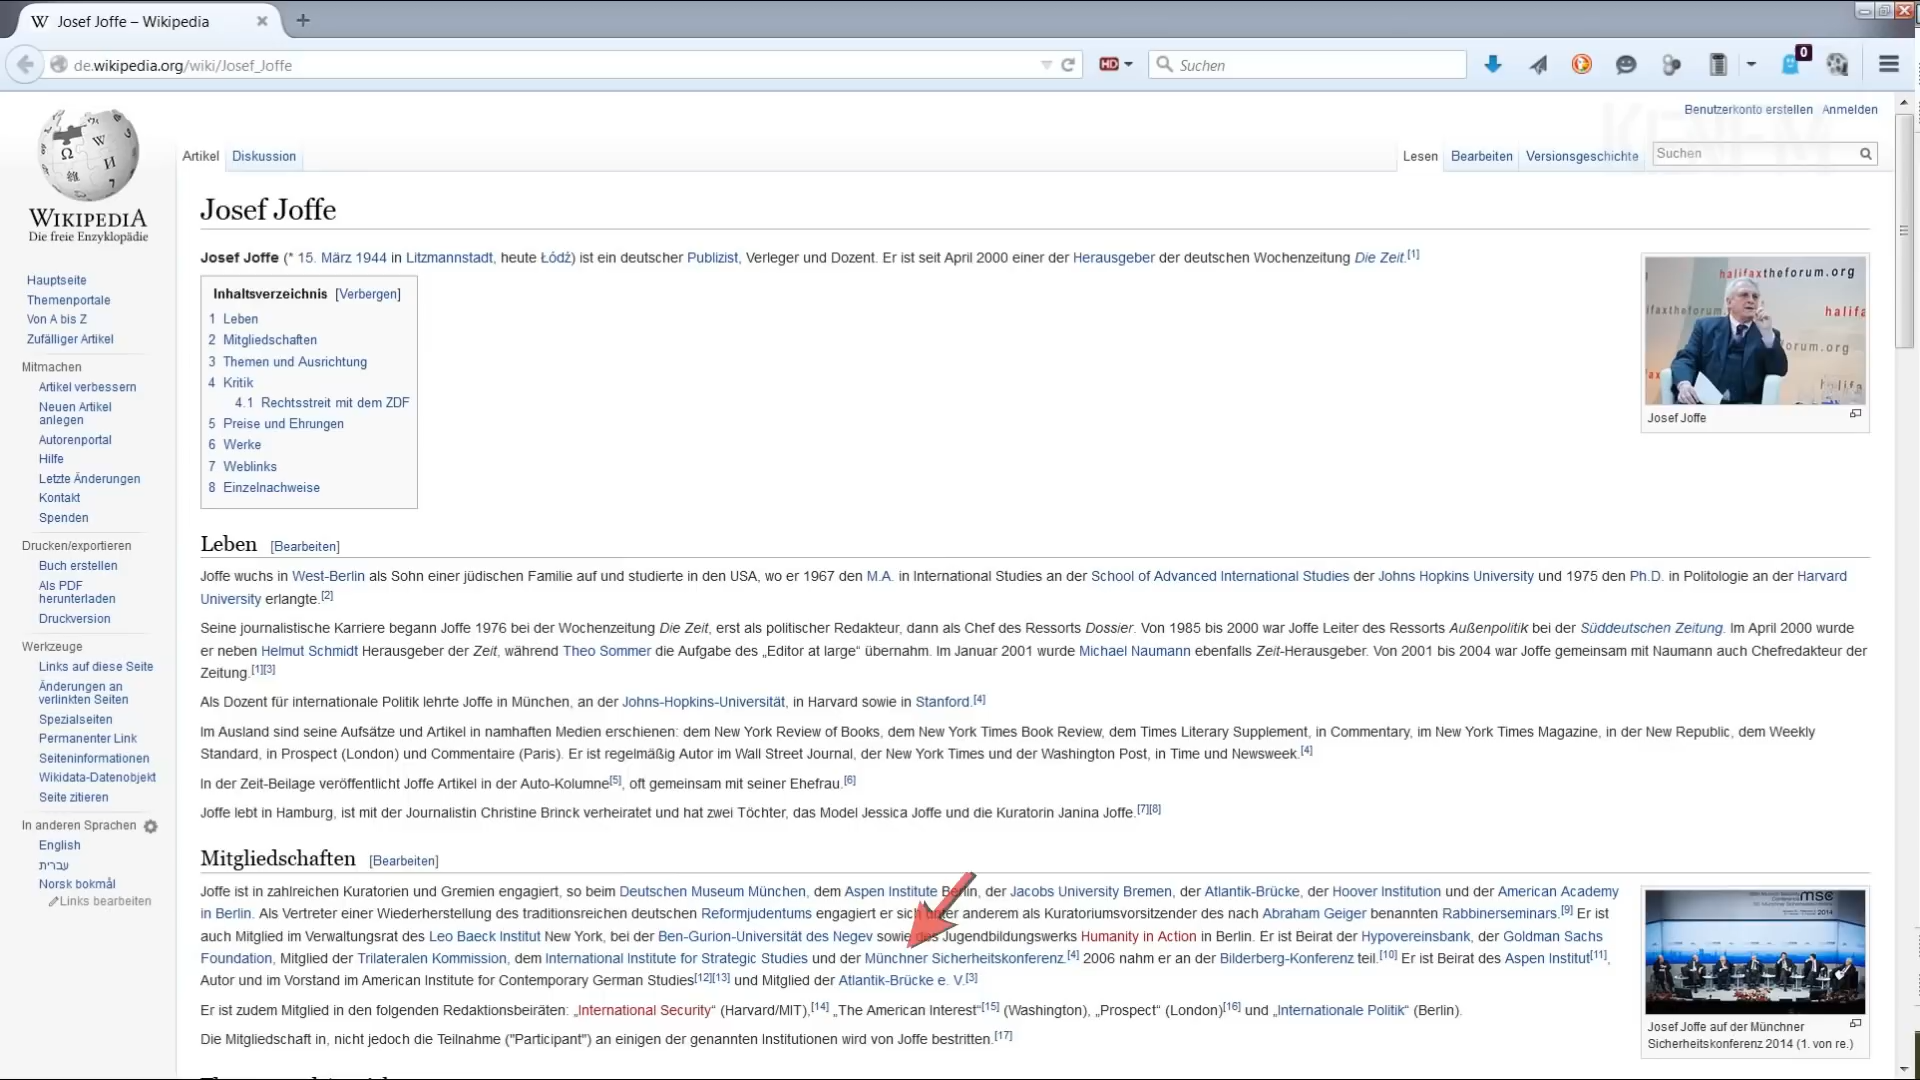 Josef Joffe – Wikipedia
de.wikipedia.org/wiki/Josef_Joffe
HD
Suchen
0
Benutzerkonto erstellen Anmelden
Artikel Diskussion
Lesen Bearbeiten Versionsgeschichte Suchen
WIKIPEDIA
Die freie Enzyklopädie
Hauptseite
Themenportale
Von A bis Z
Zufälliger Artikel
Mitmachen
Artikel verbessern
Neuen Artikel
anlegen
Autorenportal
Hilfe
Letzte Änderungen
Kontakt
Spenden
Drucken/exportieren
Buch erstellen
Als PDF
herunterladen
Druckversion
Werkzeuge
Links auf diese Seite
Änderungen an
verlinkten Seiten
Spezialseiten
Permanenter Link
Seiteninformationen
Wikidata-Datenobjekt
Seite zitieren
In anderen Sprachen
English
עברית
Norsk bokmål
Links bearbeiten
Josef Joffe
Josef Joffe (* 15. März 1944 in Litzmannstadt, heute Łódź) ist ein deutscher Publizist, Verleger und Dozent. Er ist seit April 2000 einer der Herausgeber der deutschen Wochenzeitung Die Zeit.[1]
Inhaltsverzeichnis [Verbergen]
1 Leben
2 Mitgliedschaften
3 Themen und Ausrichtung
4 Kritik
4.1 Rechtsstreit mit dem ZDF
5 Preise und Ehrungen
6 Werke
7 Weblinks
8 Einzelnachweise
halifaxtheforum.org
Josef Joffe
Leben [Bearbeiten]
Joffe wuchs in West-Berlin als Sohn einer jüdischen Familie auf und studierte in den USA, wo er 1967 den M.A. in International Studies an der School of Advanced International Studies der Johns Hopkins University und 1975 den Ph.D. in Politologie an der Harvard
University erlangte.[2]
Seine journalistische Karriere begann Joffe 1976 bei der Wochenzeitung Die Zeit, erst als politischer Redakteur, dann als Chef des Ressorts Dossier. Von 1985 bis 2000 war Joffe Leiter des Ressorts Außenpolitik bei der Süddeutschen Zeitung. Im April 2000 wurde
er neben Helmut Schmidt Herausgeber der Zeit, während Theo Sommer die Aufgabe des „Editor at large“ übernahm. Im Januar 2001 wurde Michael Naumann ebenfalls Zeit-Herausgeber. Von 2001 bis 2004 war Joffe gemeinsam mit Naumann auch Chefredakteur der
Zeitung.[1][3]
Als Dozent für internationale Politik lehrte Joffe in München, an der Johns-Hopkins-Universität, in Harvard sowie in Stanford.[4]
Im Ausland sind seine Aufsätze und Artikel in namhaften Medien erschienen: dem New York Review of Books, dem New York Times Book Review, dem Times Literary Supplement, in Commentary, im New York Times Magazine, in der New Republic, dem Weekly
Standard, in Prospect (London) und Commentaire (Paris). Er ist regelmäßig Autor im Wall Street Journal, der New York Times und der Washington Post, in Time und Newsweek.[4]
In der Zeit-Beilage veröffentlicht Joffe Artikel in der Auto-Kolumne[5], oft gemeinsam mit seiner Ehefrau.[6]
Joffe lebt in Hamburg, ist mit der Journalistin Christine Brinck verheiratet und hat zwei Töchter, das Model Jessica Joffe und die Kuratorin Janina Joffe.[7][8]
Mitgliedschaften [Bearbeiten]
Joffe ist in zahlreichen Kuratorien und Gremien engagiert, so beim Deutschen Museum München, dem Aspen Institute Berlin, der Jacobs University Bremen, der Atlantik-Brücke, der Hoover Institution und der American Academy
in Berlin. Als Vertreter einer Wiederherstellung des traditionsreichen deutschen Reformjudentums engagiert er sich unter anderem als Kuratoriumsvorsitzender des nach Abraham Geiger benannten Rabbinerseminars.[9] Er ist
auch Mitglied im Verwaltungsrat des Leo Baeck Institut New York, bei der Ben-Gurion-Universität des Negev sowie des Jugendbildungswerks Humanity in Action in Berlin. Er ist Beirat der Hypovereinsbank, der Goldman Sachs
Foundation, Mitglied der Trilateralen Kommission, dem International Institute for Strategic Studies und der Münchner Sicherheitskonferenz.[4] 2006 nahm er an der Bilderberg-Konferenz teil.[10] Er ist Beirat des Aspen Institut[11],
Autor und im Vorstand im American Institute for Contemporary German Studies[12][13] und Mitglied der Atlantik-Brücke e. V.[3]
Er ist zudem Mitglied in den folgenden Redaktionsbeiräten: „International Security“ (Harvard/MIT),[14] „The American Interest“[15] (Washington), „Prospect“ (London)[16] und „Internationale Politik“ (Berlin).
Die Mitgliedschaft in, nicht jedoch die Teilnahme ("Participant") an einigen der genannten Institutionen wird von Joffe bestritten.[17]
msc
2014
Josef Joffe auf der Münchner
Sicherheitskonferenz 2014 (1. von re.)